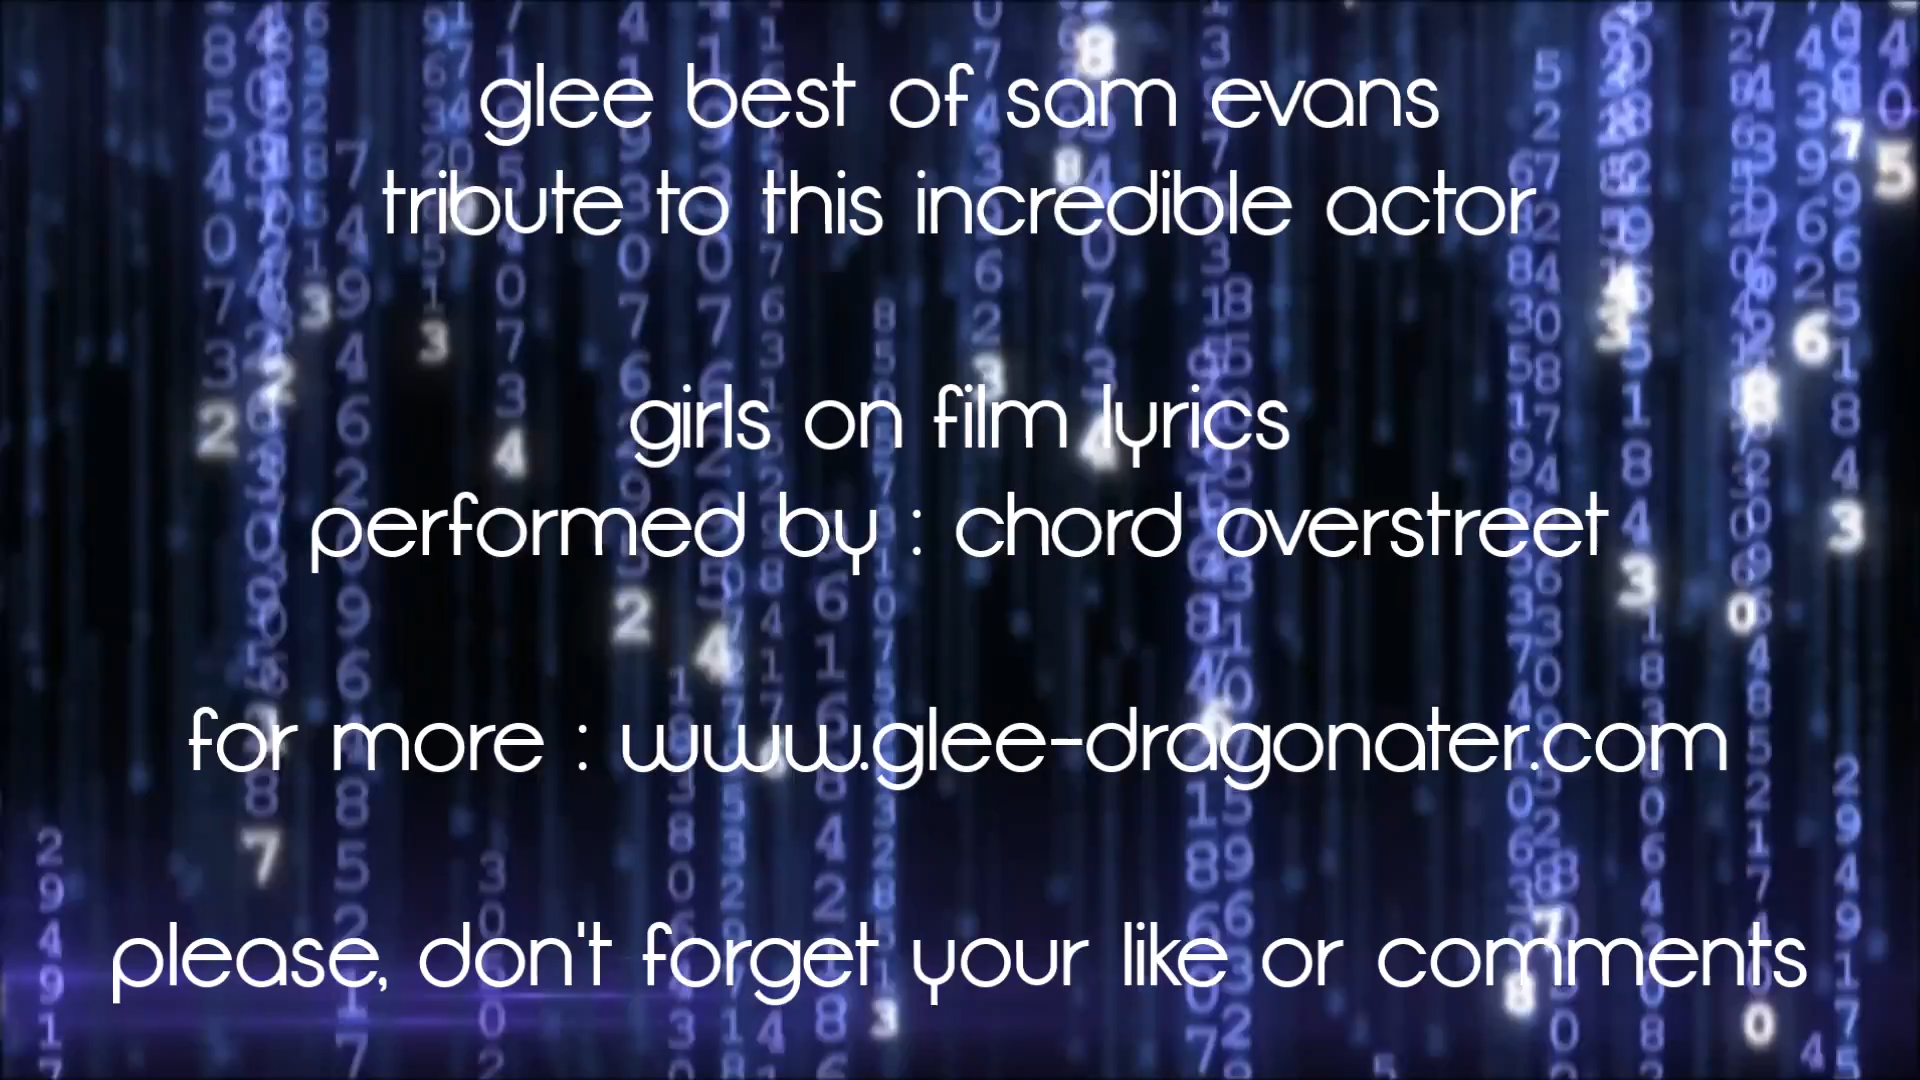 glee best of sam evans
tribute to this incredible actor
girls on film lyrics
performed by : chord overstreet
for more : www.glee-dragonater.com
please, don't forget your like or comments